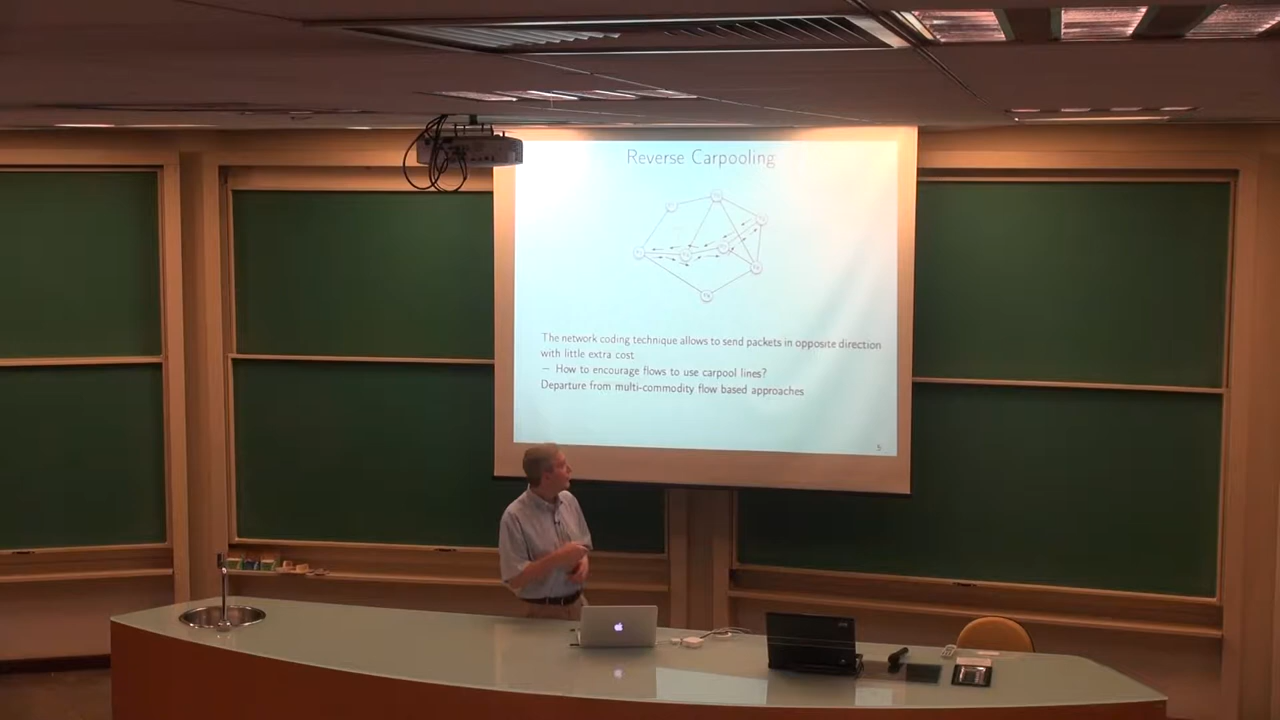 Reverse Carpooling
The network coding technique allows to send packets in opposite direction
with little extra cost
– How to encourage flows to use carpool lines?
Departure from multi-commodity flow based approaches
5